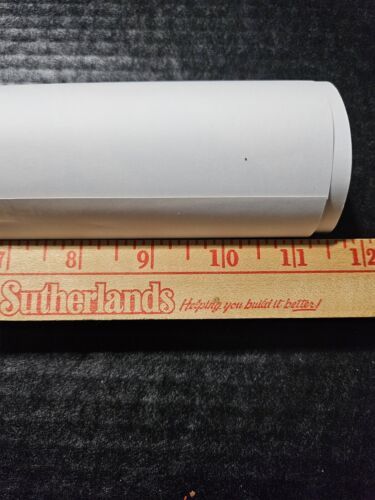 7 8 9 10 11 12
Sutherlands Helping you build it better!